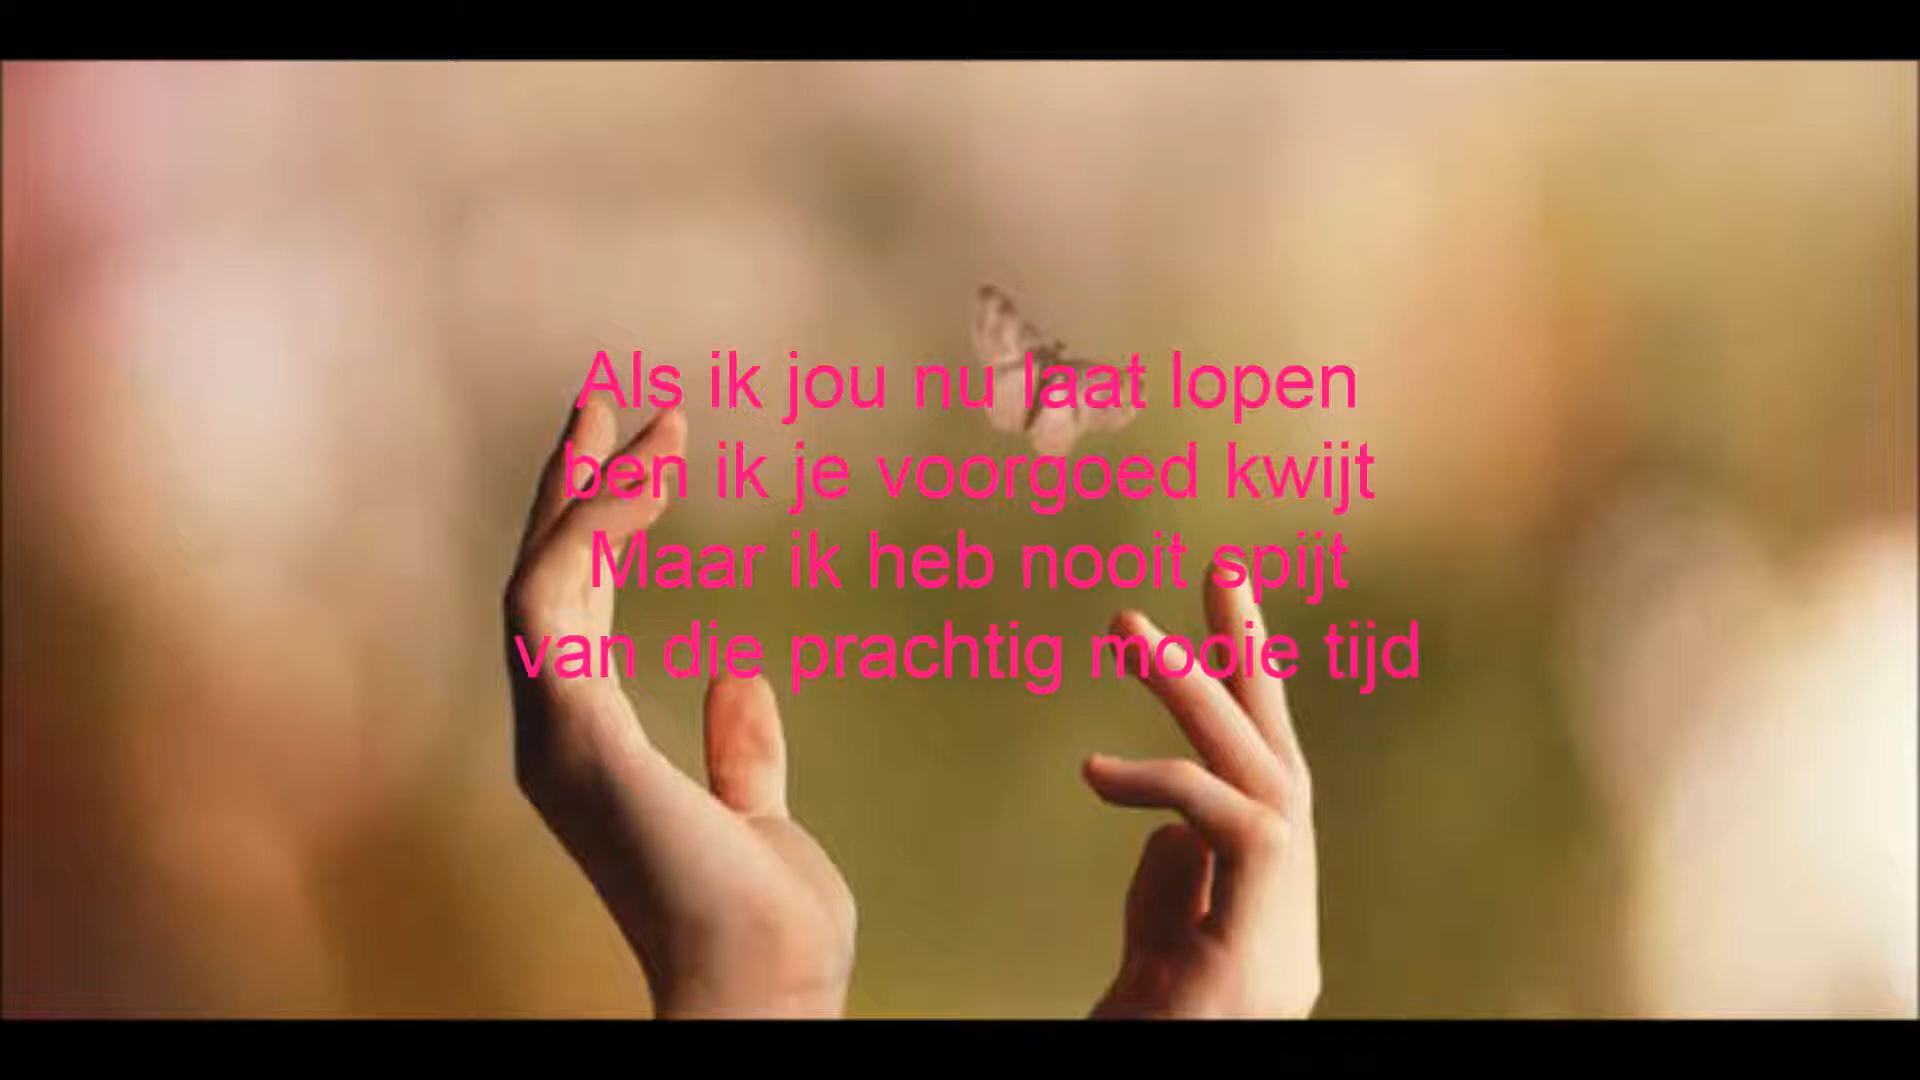 Als ik jou nu laat lopen
ben ik je voorgoed kwijt
Maar ik heb nooit spijt
van die prachtig mooie tijd